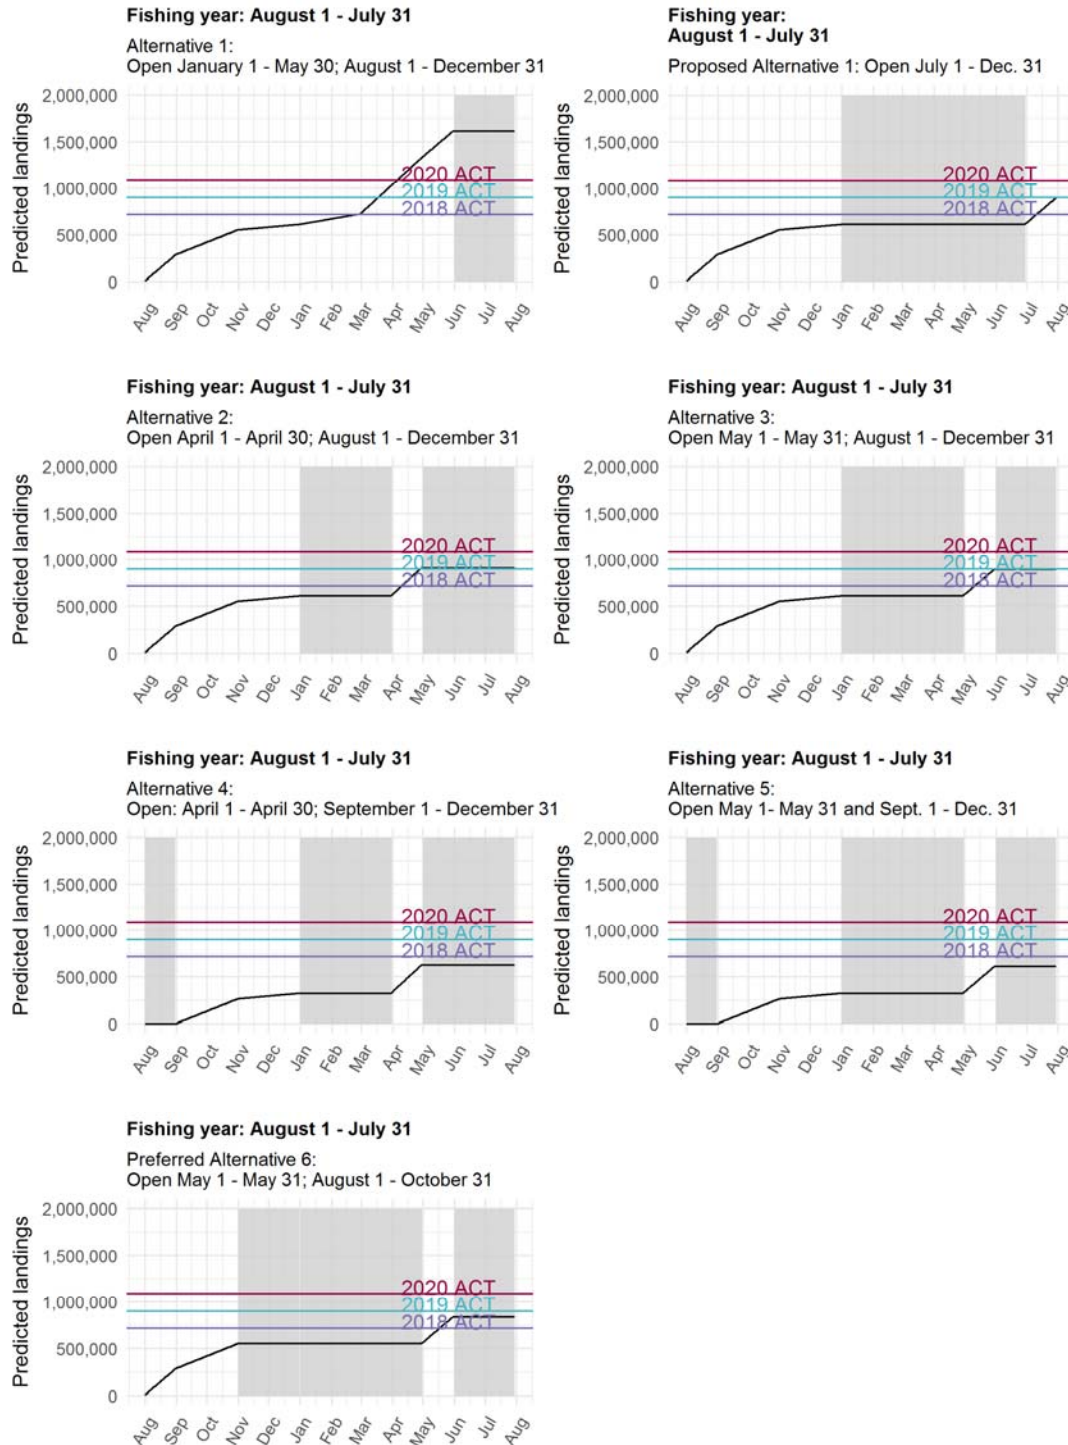 Fishing year: August 1 - July 31
Alternative 1:
Open January 1 - May 30; August 1 - December 31
Predicted landings
2,000,000
1,500,000
1,000,000
500,000
0
2020 ACT
2019 ACT
2018 ACT
Aug Sep Oct Nov Dec Jan Feb Mar Apr May Jun Jul Aug
Fishing year:
August 1 - July 31
Proposed Alternative 1: Open July 1 - Dec. 31
Predicted landings
2,000,000
1,500,000
1,000,000
500,000
0
2020 ACT
2019 ACT
2018 ACT
Aug Sep Oct Nov Dec Jan Feb Mar Apr May Jun Jul Aug
Fishing year: August 1 - July 31
Alternative 2:
Open April 1 - April 30; August 1 - December 31
Predicted landings
2,000,000
1,500,000
1,000,000
500,000
0
2020 ACT
2019 ACT
2018 ACT
Aug Sep Oct Nov Dec Jan Feb Mar Apr May Jun Jul Aug
Fishing year: August 1 - July 31
Alternative 3:
Open May 1 - May 31; August 1 - December 31
Predicted landings
2,000,000
1,500,000
1,000,000
500,000
0
2020 ACT
2019 ACT
2018 ACT
Aug Sep Oct Nov Dec Jan Feb Mar Apr May Jun Jul Aug
Fishing year: August 1 - July 31
Alternative 4:
Open: April 1 - April 30; September 1 - December 31
Predicted landings
2,000,000
1,500,000
1,000,000
500,000
0
2020 ACT
2019 ACT
2018 ACT
Aug Sep Oct Nov Dec Jan Feb Mar Apr May Jun Jul Aug
Fishing year: August 1 - July 31
Alternative 5:
Open May 1- May 31 and Sept. 1 - Dec. 31
Predicted landings
2,000,000
1,500,000
1,000,000
500,000
0
2020 ACT
2019 ACT
2018 ACT
Aug Sep Oct Nov Dec Jan Feb Mar Apr May Jun Jul Aug
Fishing year: August 1 - July 31
Preferred Alternative 6:
Open May 1 - May 31; August 1 - October 31
Predicted landings
2,000,000
1,500,000
1,000,000
500,000
0
2020 ACT
2019 ACT
2018 ACT
Aug Sep Oct Nov Dec Jan Feb Mar Apr May Jun Jul Aug